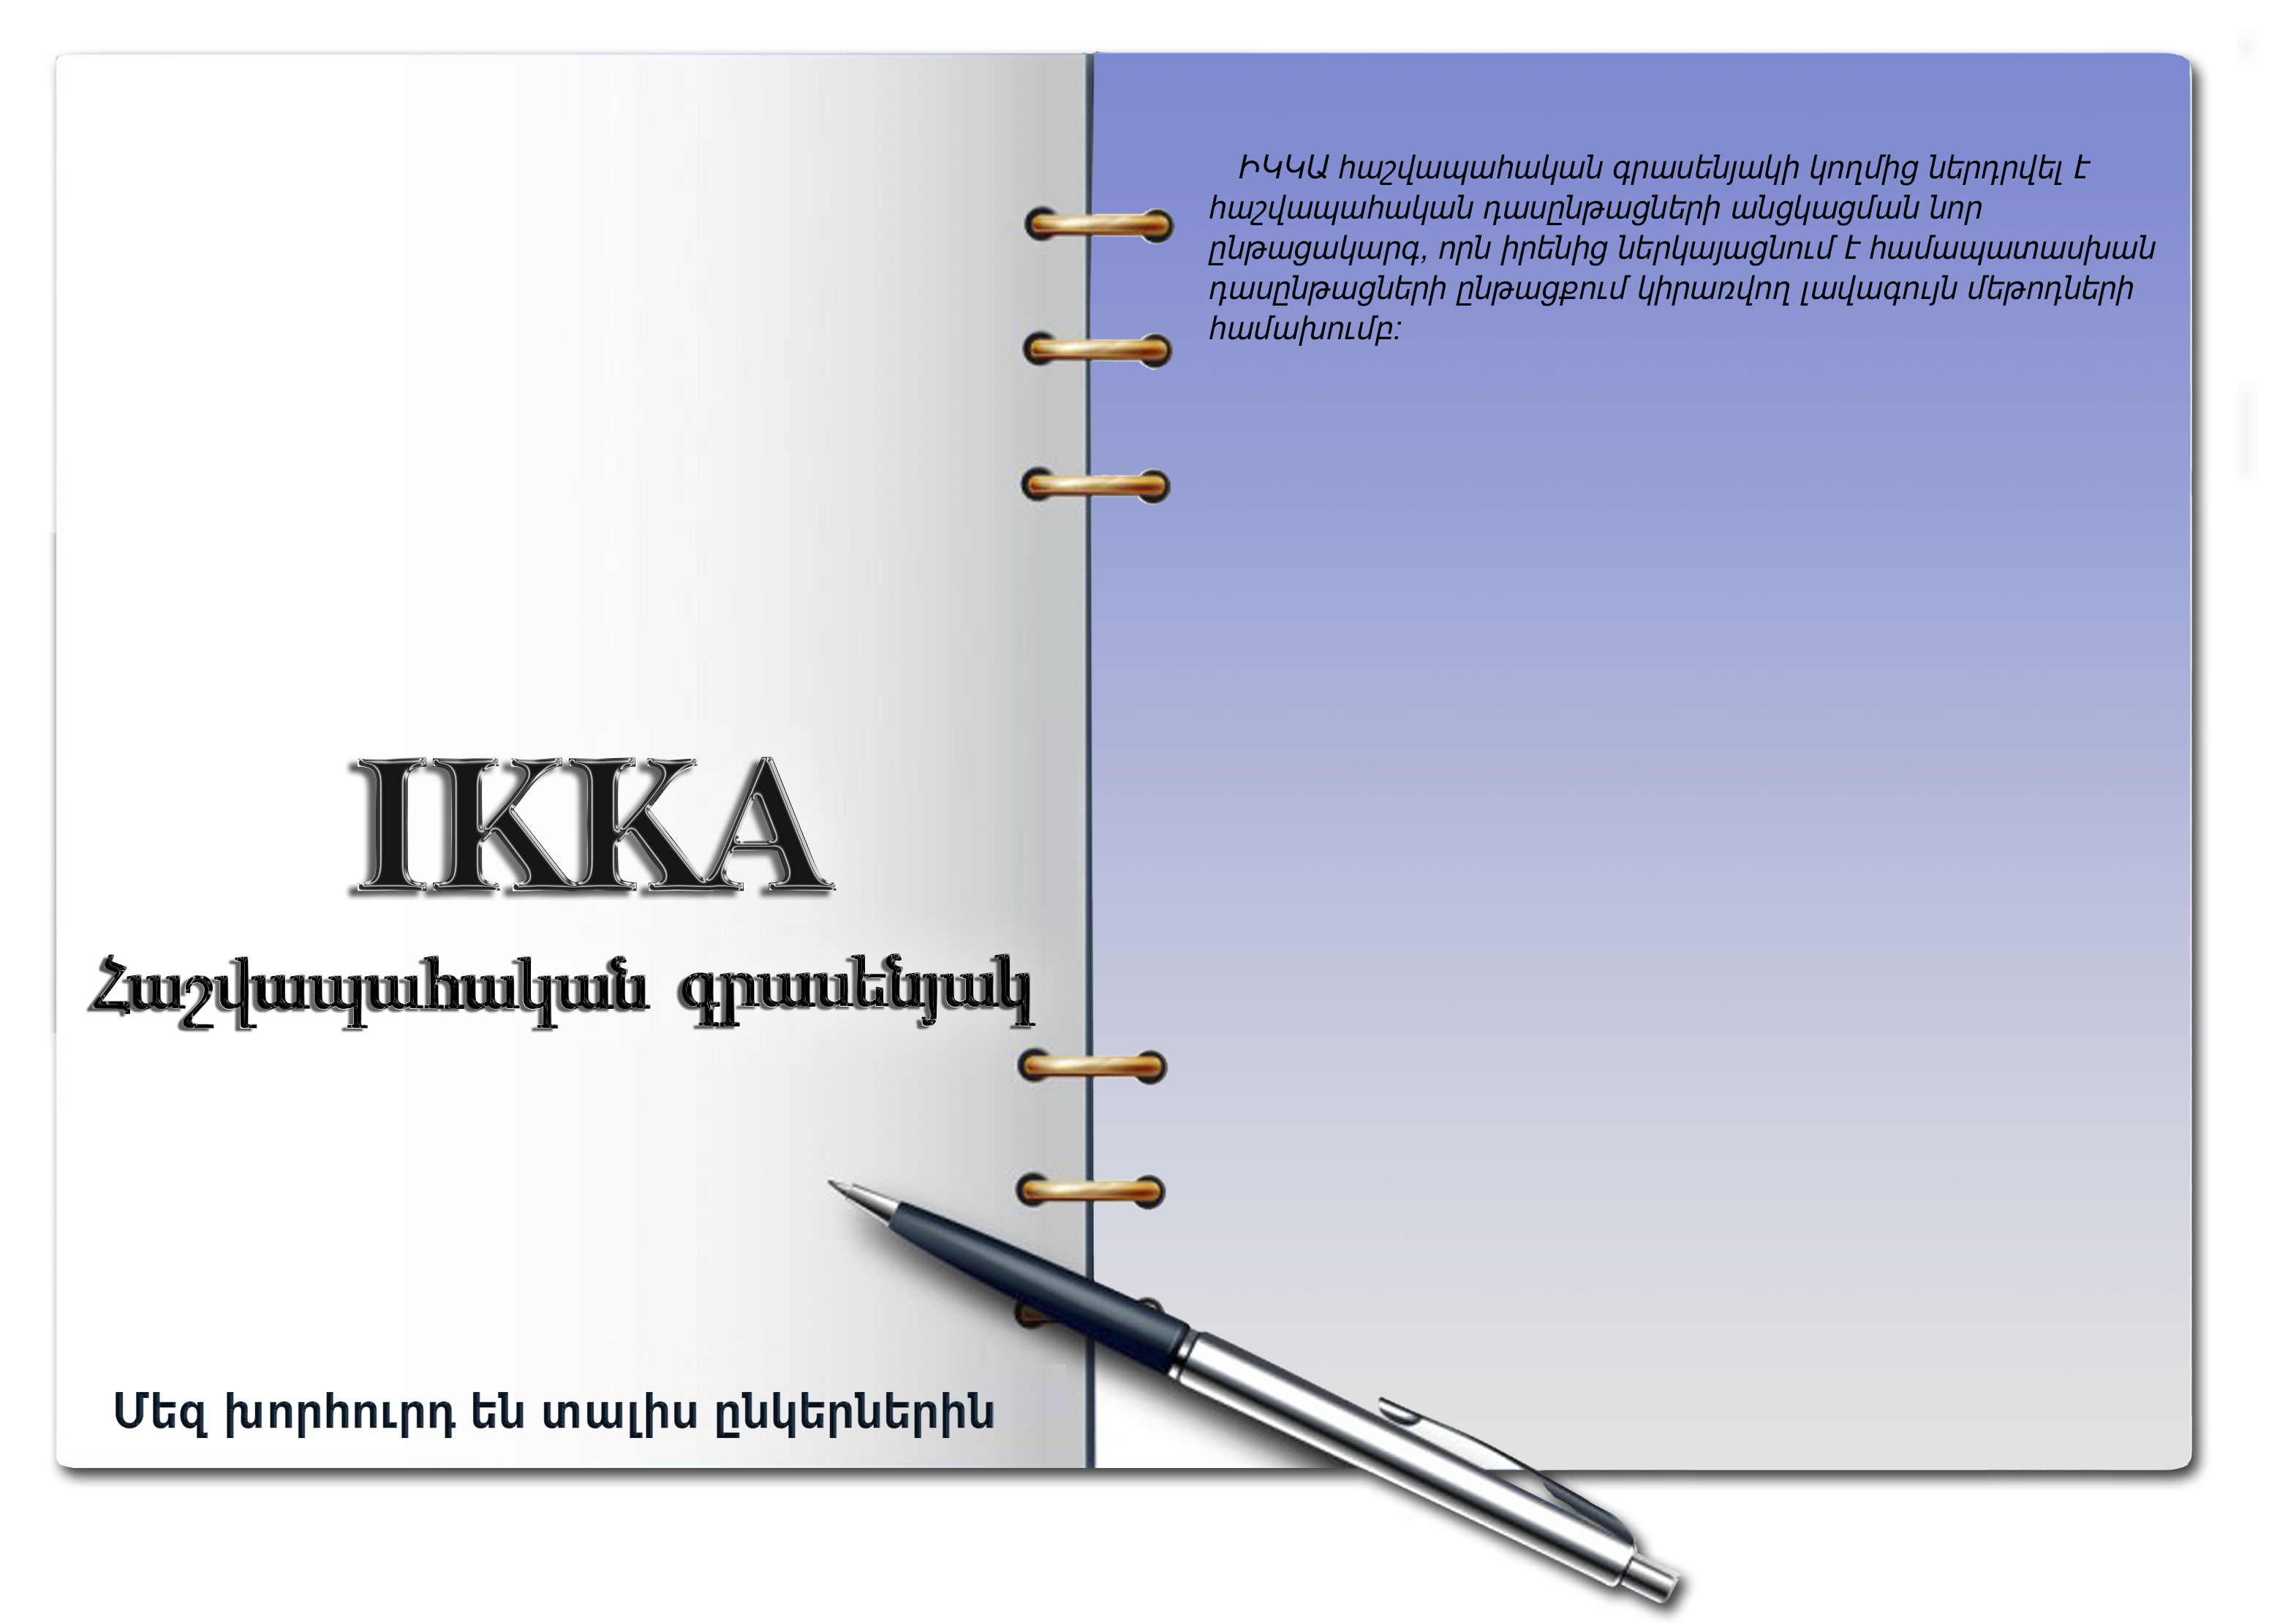 IKKA
Հաշվապահական գրասենյակ
Մեզ խորհուրդ են տալիս ընկերներին
ԻԿԿԱ հաշվապահական գրասենյակի կողմից ներդրվել է
հաշվապահական դասընթացների անցկացման նոր
ընթացակարգ, որն իրենից ներկայացնում է համապատասխան
դասընթացների ընթացքում կիրառվող լավագույն մեթոդների
համախումբ: